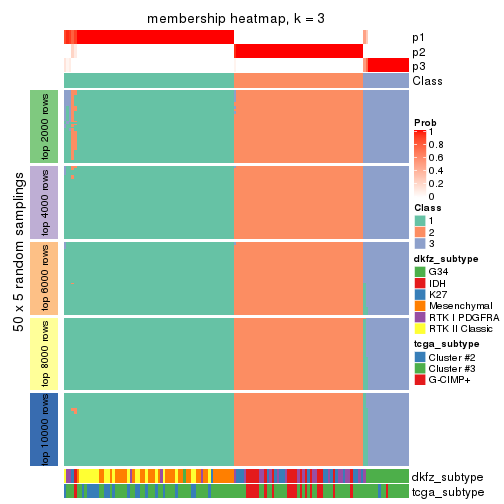 membership heatmap, k = 3
p1
p2
p3
Class
50 x 5 random samplings
top 2000 rows
top 4000 rows
top 6000 rows
top 8000 rows
top 10000 rows
Prob
1
0.8
0.6
0.4
0.2
0
Class
1
2
3
dkfz_subtype
G34
IDH
K27
Mesenchymal
RTK I PDGFRA
RTK II Classic
tcga_subtype
Cluster #2
Cluster #3
G-CIMP+
dkfz_subtype
tcga_subtype